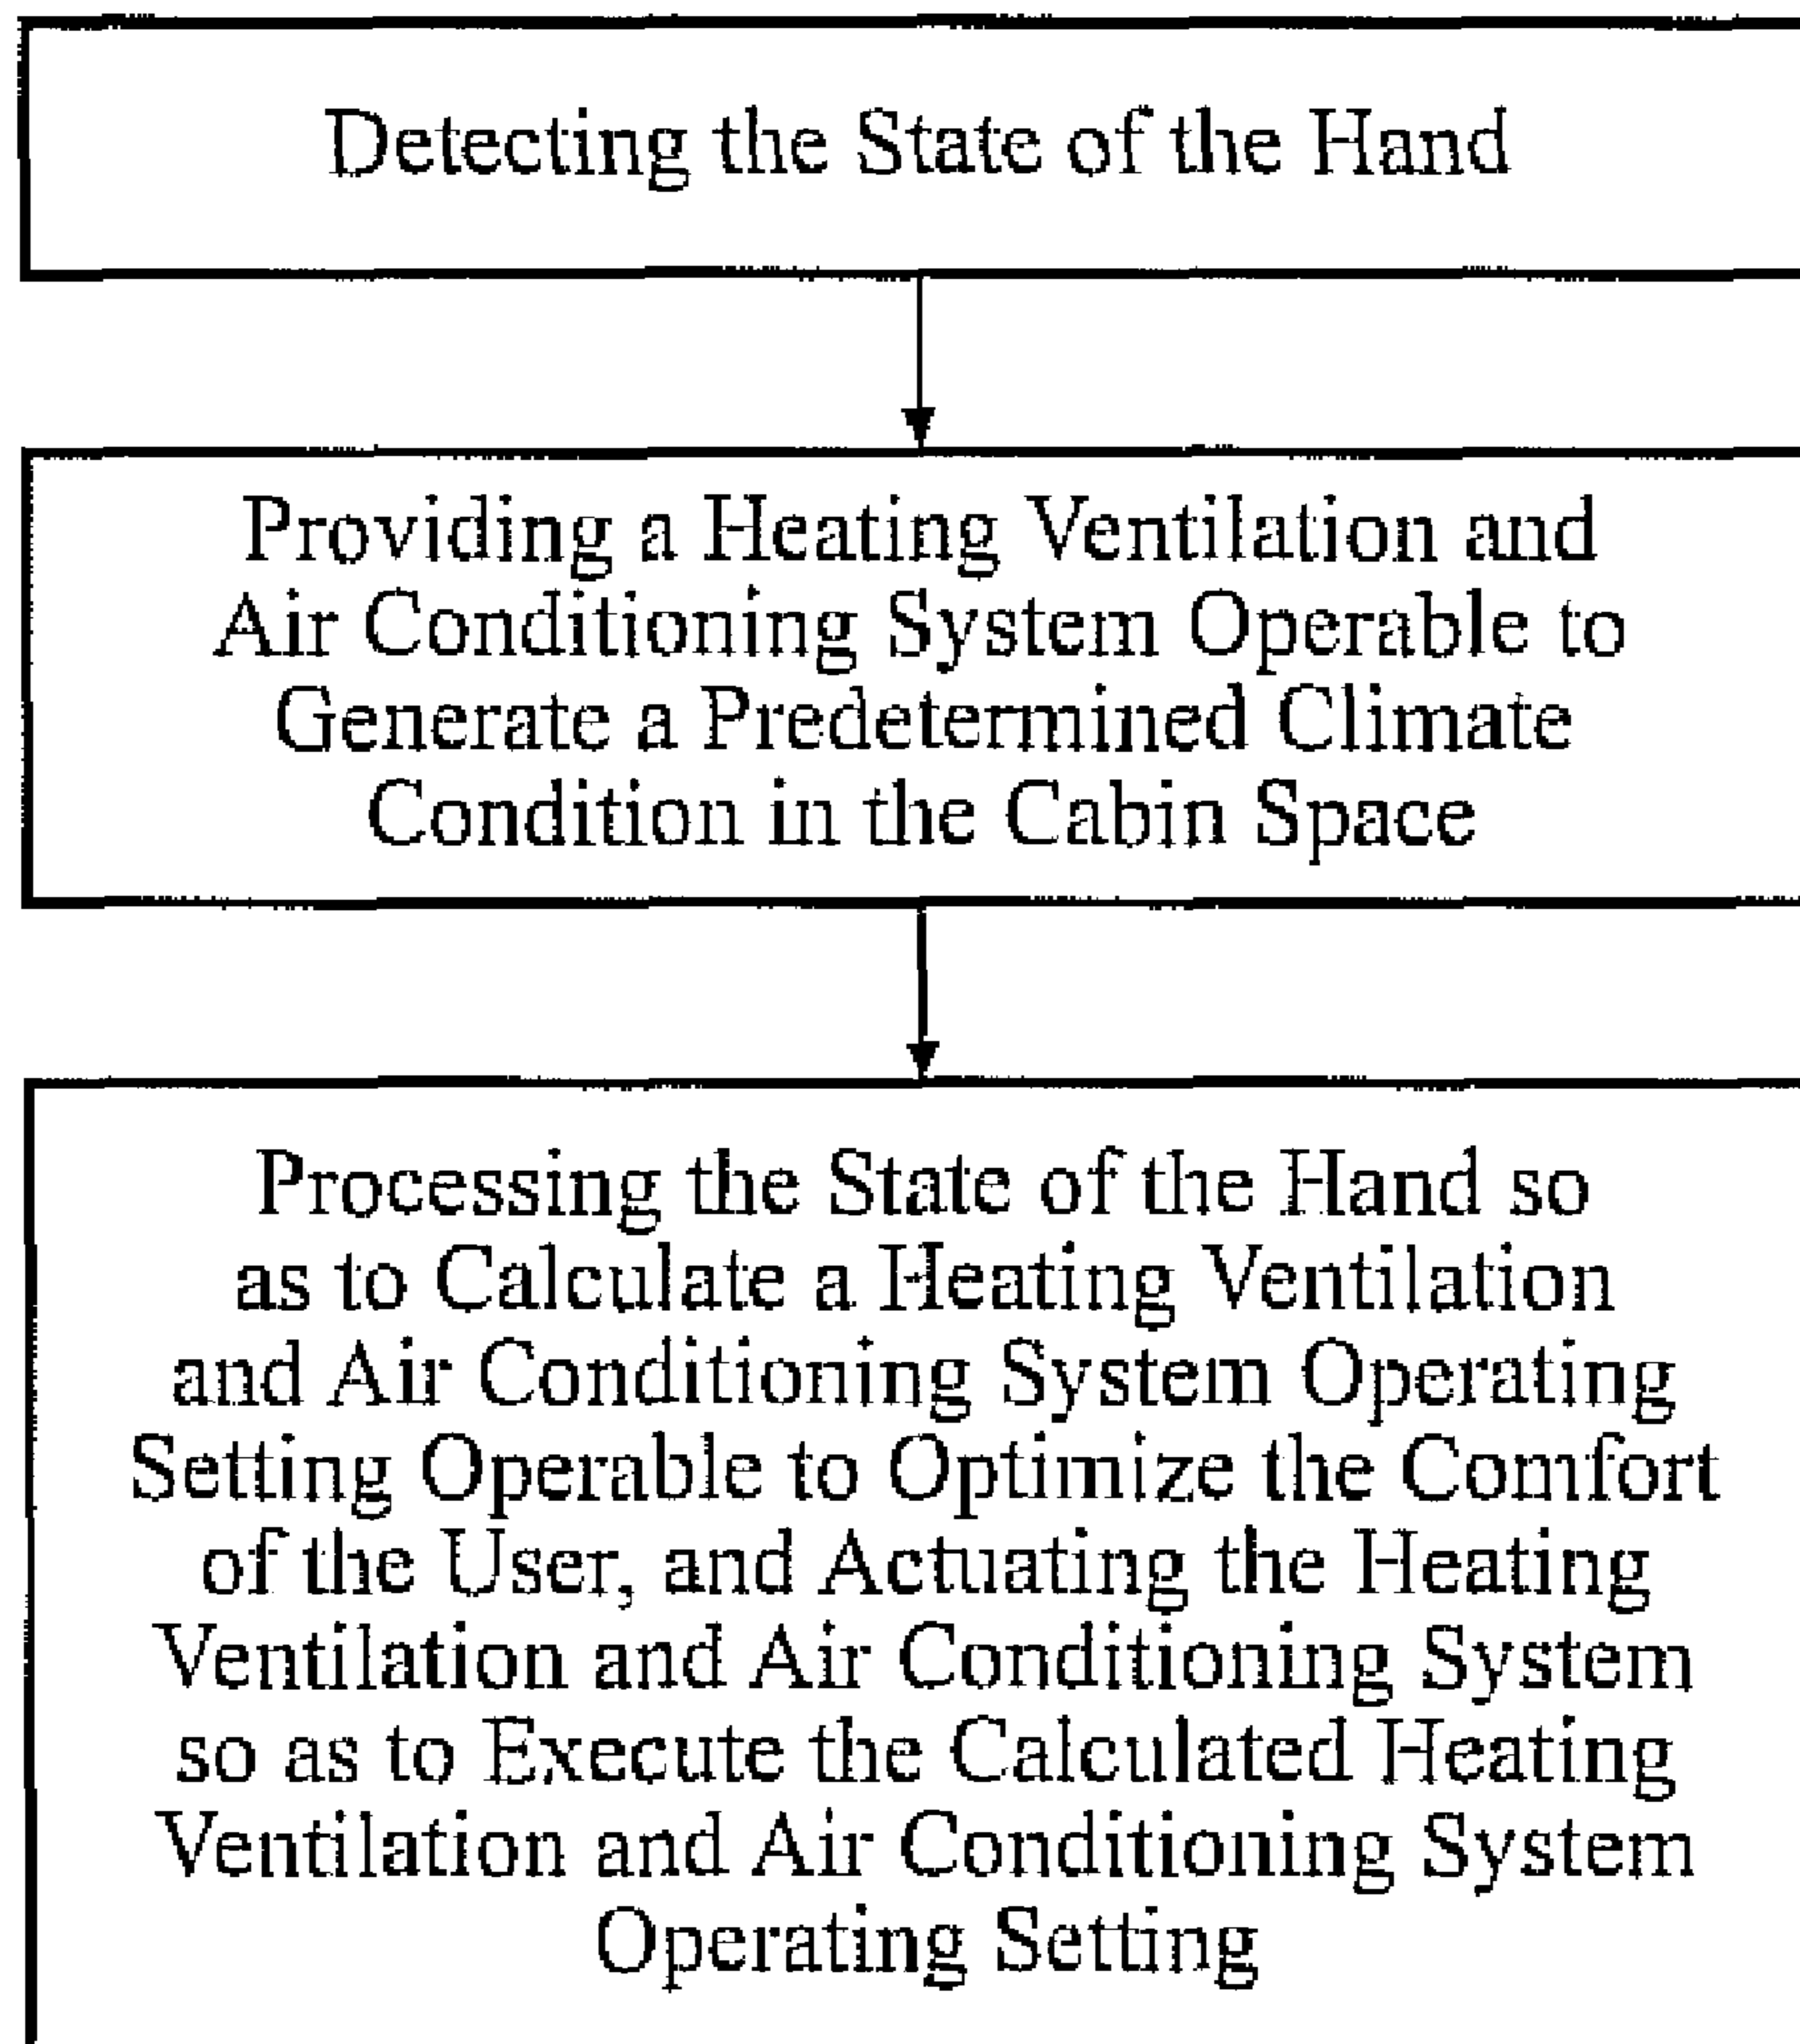 Detecting the State of the Hand
Providing a Heating Ventilation and
Air Conditioning System Operable to
Generate a Predetermined Climate
Condition in the Cabin Space
Processing the State of the Hand so
as to Calculate a Heating Ventilation
and Air Conditioning System Operating
Setting Operable to Optimize the Comfort
of the User, and Actuating the Heating
Ventilation and Air Conditioning System
so as to Execute the Calculated Heating
Ventilation and Air Conditioning System
Operating Setting